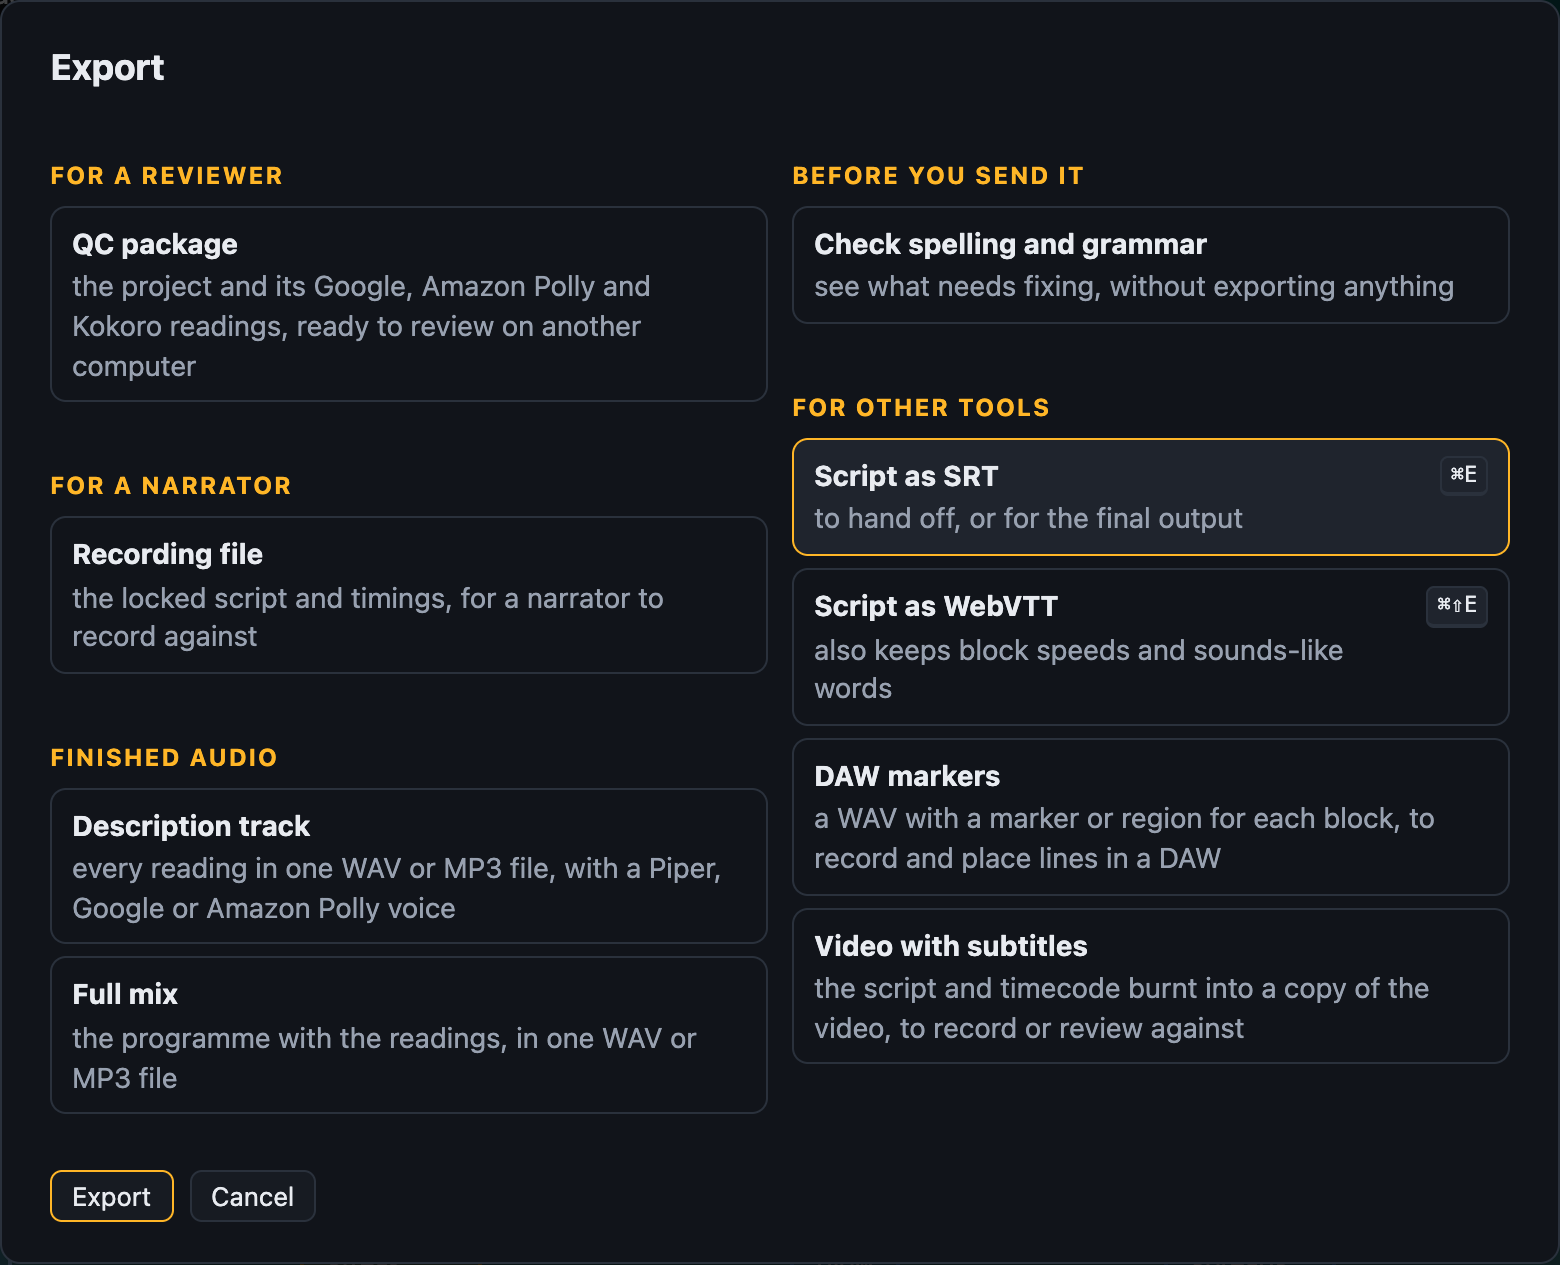 Export
FOR A REVIEWER
QC package
the project and its Google, Amazon Polly and
Kokoro readings, ready to review on another
computer
FOR A NARRATOR
Recording file
the locked script and timings, for a narrator to
record against
FINISHED AUDIO
Description track
every reading in one WAV or MP3 file, with a Piper,
Google or Amazon Polly voice
Full mix
the programme with the readings, in one WAV or
MP3 file
BEFORE YOU SEND IT
Check spelling and grammar
see what needs fixing, without exporting anything
FOR OTHER TOOLS
Script as SRT ⌘E
to hand off, or for the final output
Script as WebVTT ⌘⇧E
also keeps block speeds and sounds-like
words
DAW markers
a WAV with a marker or region for each block, to
record and place lines in a DAW
Video with subtitles
the script and timecode burnt into a copy of the
video, to record or review against
Export Cancel